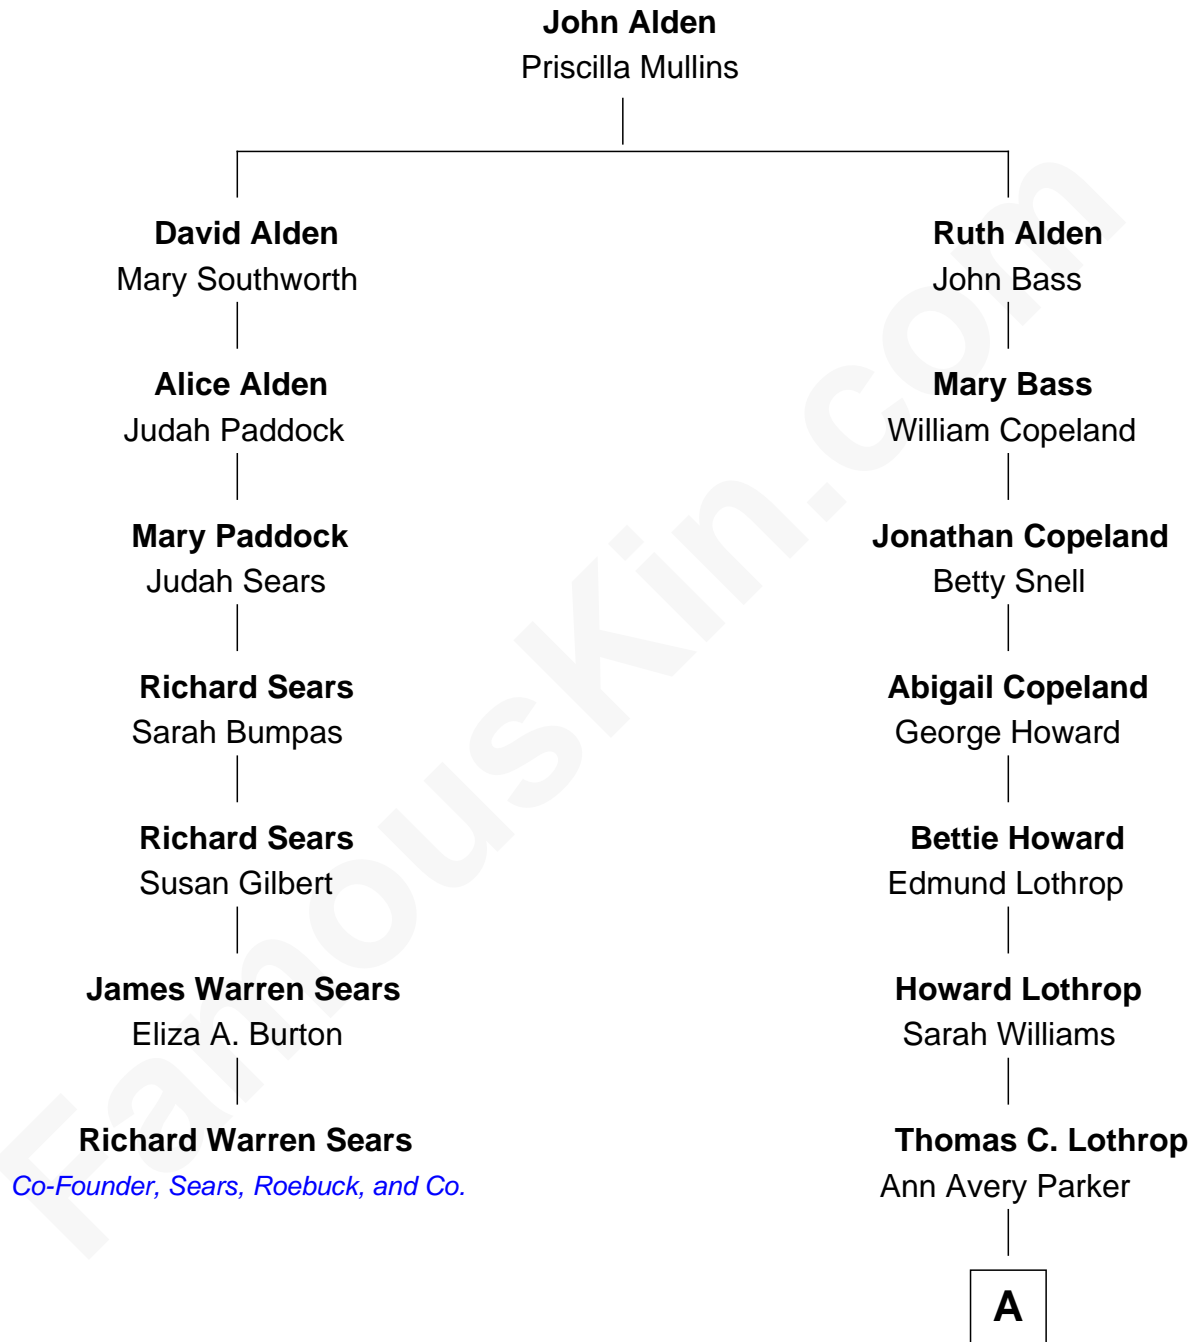 John Alden
Priscilla Mullins
David Alden
Mary Southworth
Alice Alden
Judah Paddock
Mary Paddock
Judah Sears
Richard Sears
Sarah Bumpas
Richard Sears
Susan Gilbert
James Warren Sears
Eliza A. Burton
Richard Warren Sears
Co-Founder, Sears, Roebuck, and Co.
Ruth Alden
John Bass
Mary Bass
William Copeland
Jonathan Copeland
Betty Snell
Abigail Copeland
George Howard
Bettie Howard
Edmund Lothrop
Howard Lothrop
Sarah Williams
Thomas C. Lothrop
Ann Avery Parker
A
FamousKin.com